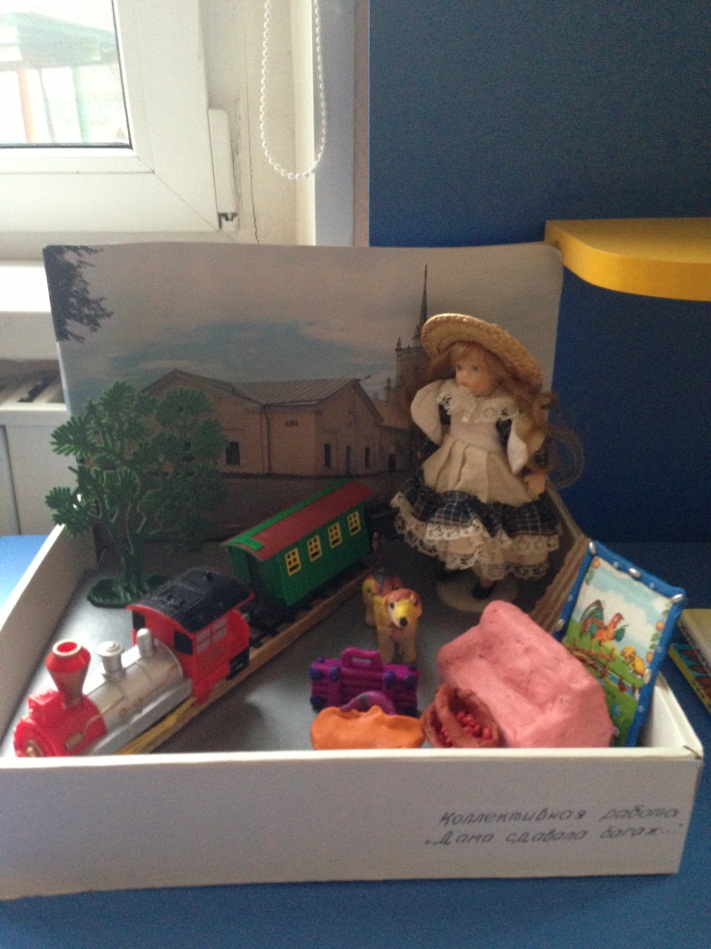 Коллективная работа
„Дама сдавала багаж..."